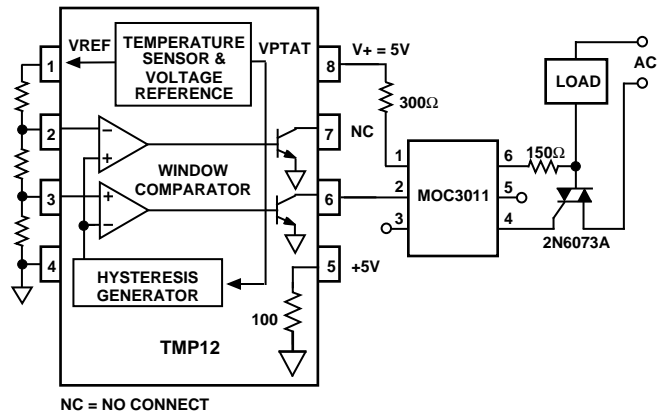 VREF
TEMPERATURE
SENSOR &
VOLTAGE
REFERENCE
VPTAT
1
2
3
4
8
7
6
5
V+ = 5V
300Ω
NC
+5V
−
+
+
−
WINDOW
COMPARATOR
HYSTERESIS
GENERATOR
100
TMP12
1
2
3
MOC3011
6
5
4
150Ω
LOAD
AC
2N6073A
NC = NO CONNECT